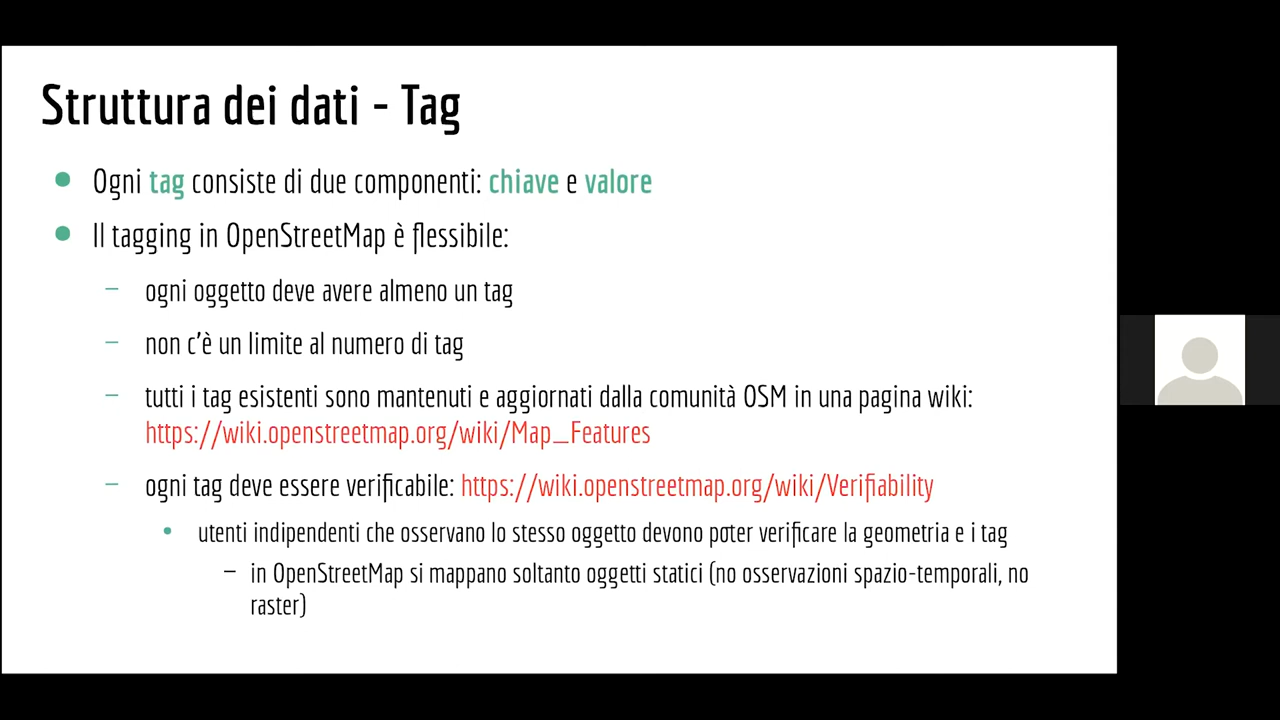 Struttura dei dati - Tag
Ogni tag consiste di due componenti: chiave e valore
Il tagging in OpenStreetMap è flessibile:
ogni oggetto deve avere almeno un tag
non c'è un limite al numero di tag
tutti i tag esistenti sono mantenuti e aggiornati dalla comunità OSM in una pagina wiki:
https://wiki.openstreetmap.org/wiki/Map_Features
ogni tag deve essere verificabile: https://wiki.openstreetmap.org/wiki/Verifiability
utenti indipendenti che osservano lo stesso oggetto devono poter verificare la geometria e i tag
in OpenStreetMap si mappano soltanto oggetti statici (no osservazioni spazio-temporali, no
raster)